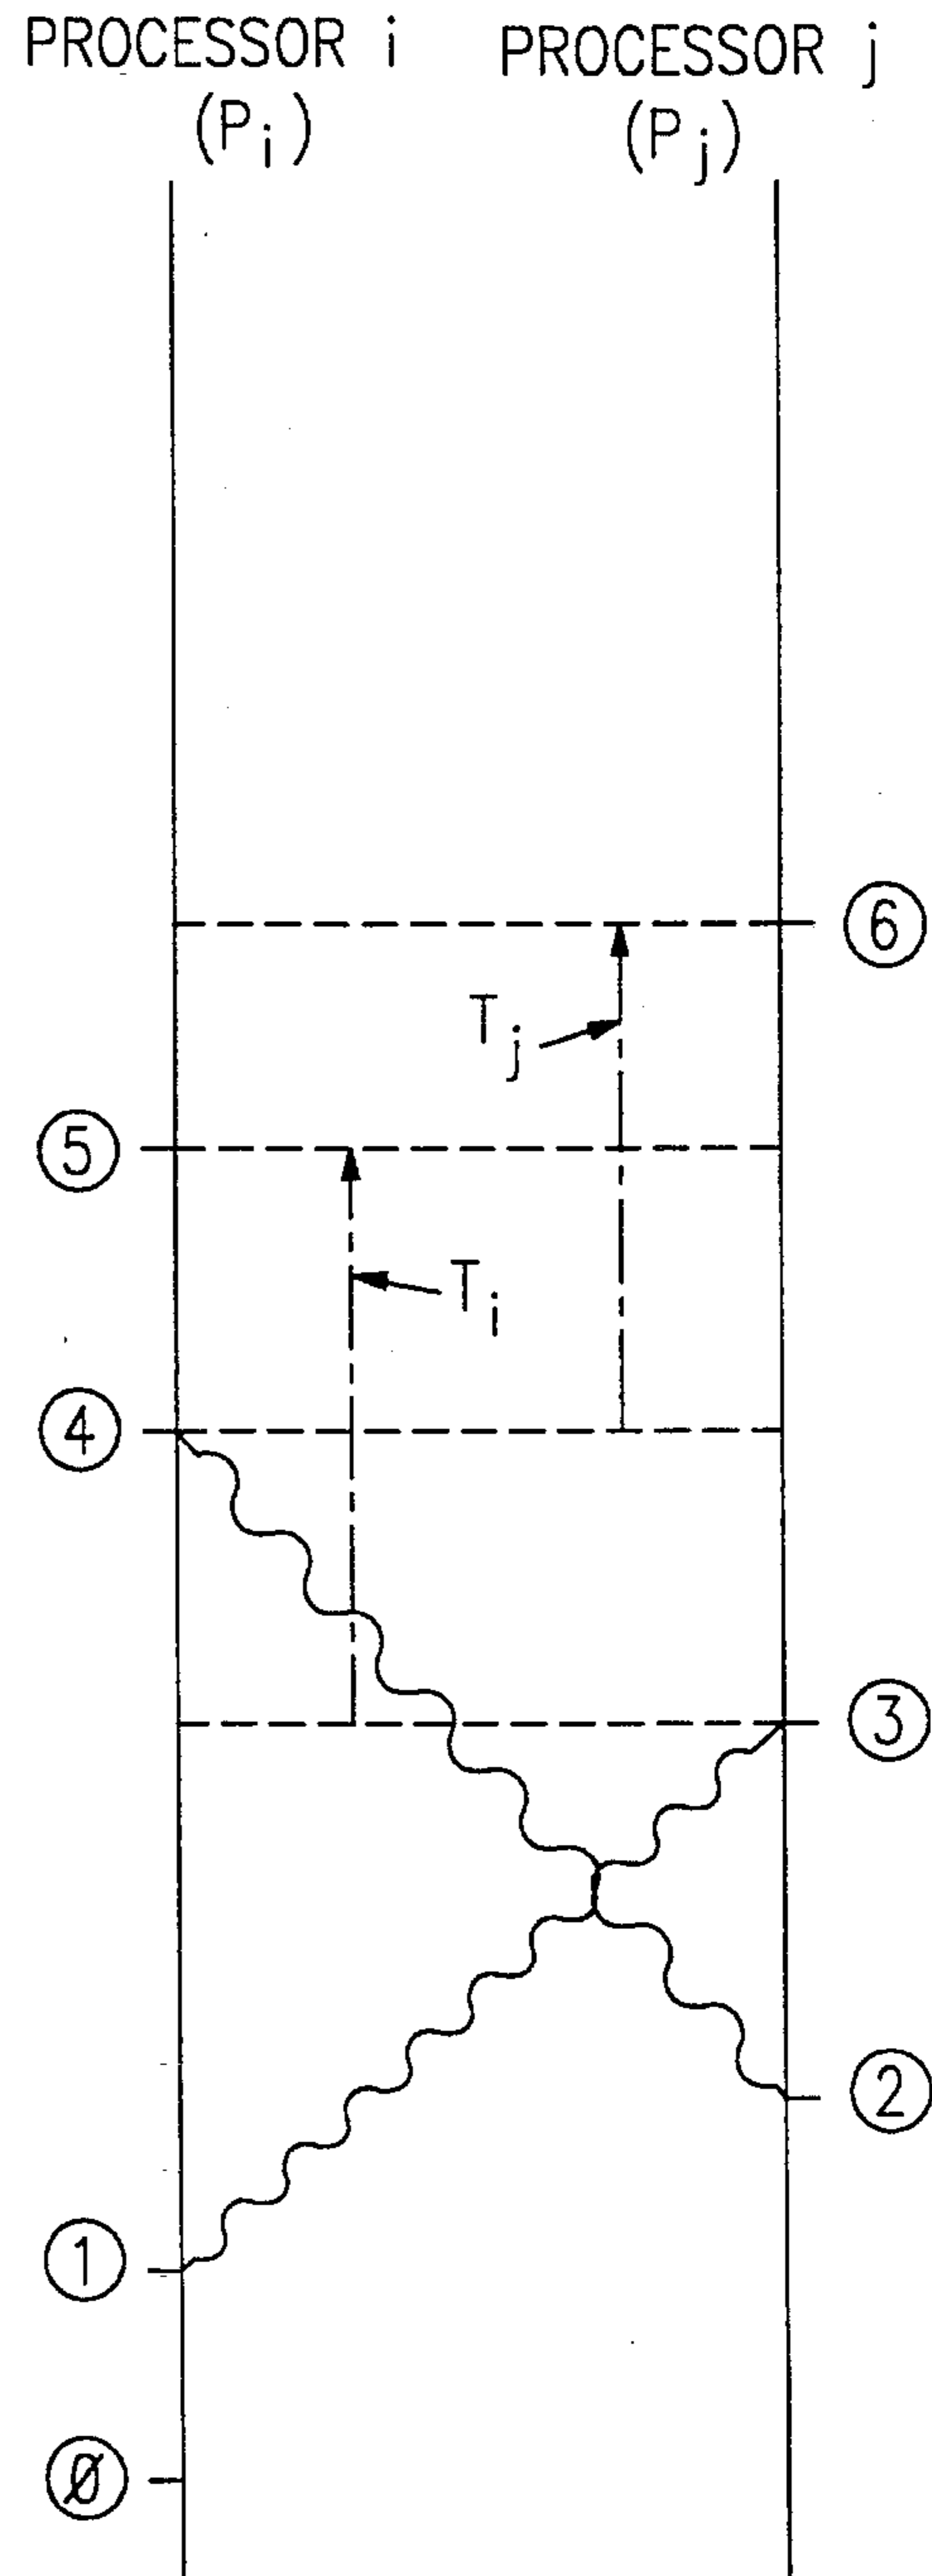 PROCESSOR i PROCESSOR j
(Pi) (Pj)
6
Tj
5
Ti
4
3
2
1
Ø